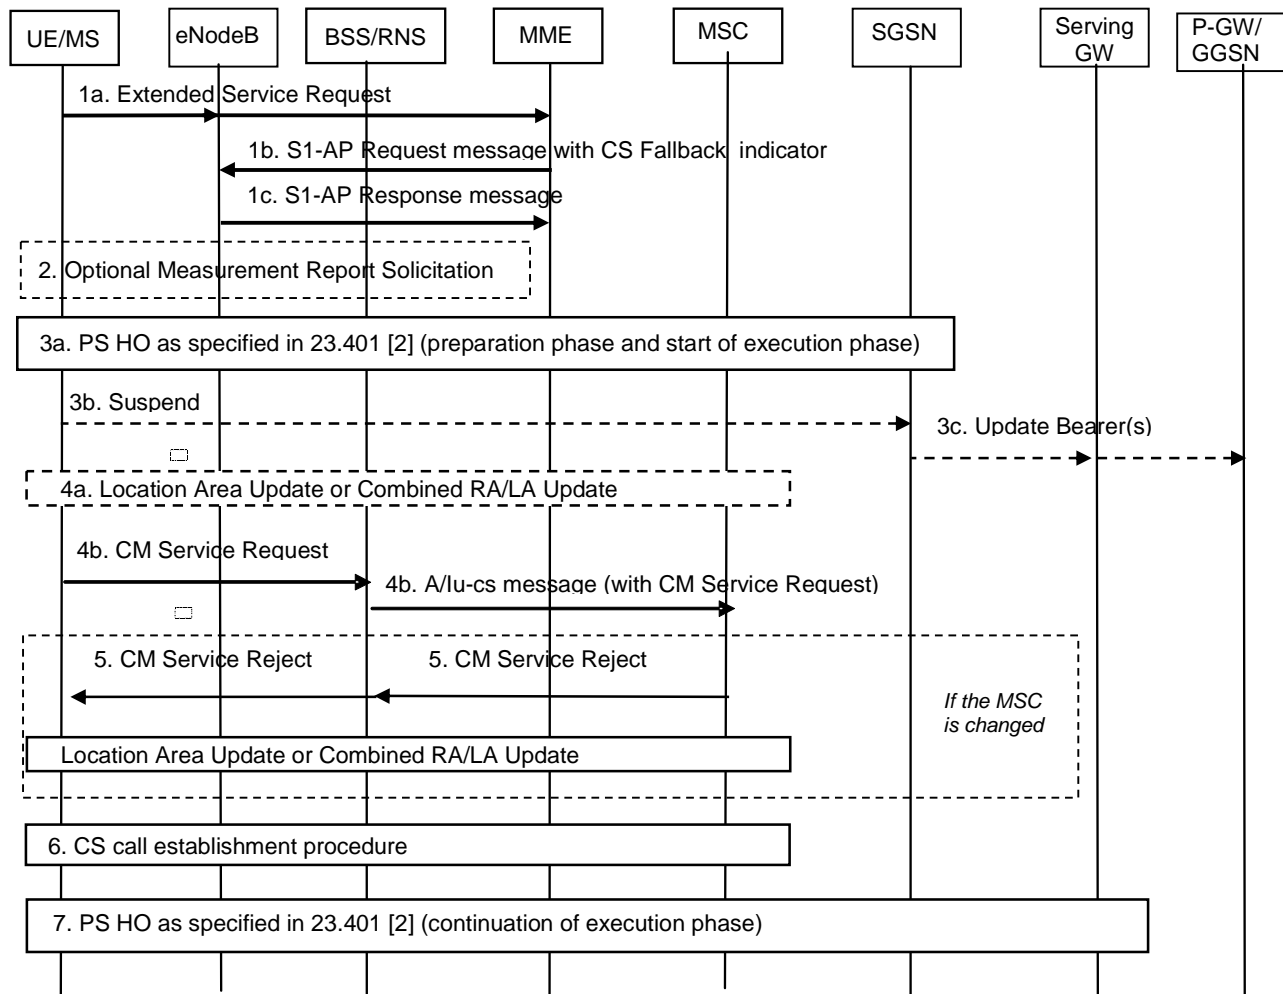 UE/MS
eNodeB
BSS/RNS
MME
MSC
SGSN
Serving
GW
P-GW/
GGSN
1a. Extended Service Request
1b. S1-AP Request message with CS Fallback indicator
1c. S1-AP Response message
2. Optional Measurement Report Solicitation
3a. PS HO as specified in 23.401 [2] (preparation phase and start of execution phase)
3b. Suspend
3c. Update Bearer(s)
4a. Location Area Update or Combined RA/LA Update
4b. CM Service Request
4b. A/Iu-cs message (with CM Service Request)
5. CM Service Reject
5. CM Service Reject
If the MSC
is changed
Location Area Update or Combined RA/LA Update
6. CS call establishment procedure
7. PS HO as specified in 23.401 [2] (continuation of execution phase)